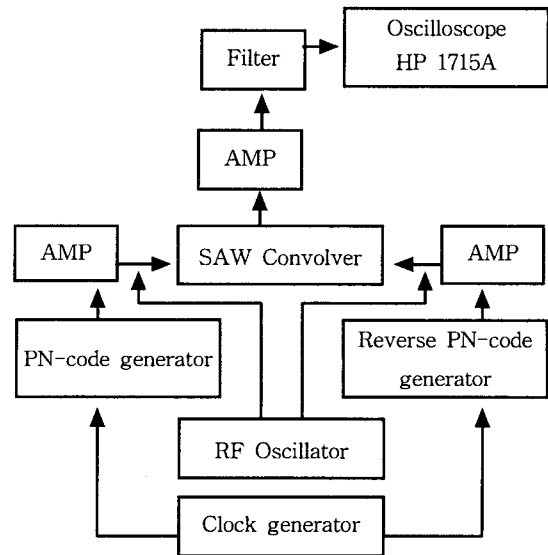 Oscilloscope
HP 1715A
Filter
AMP
AMP
SAW Convolver
AMP
PN-code generator
Reverse PN-code
generator
RF Oscillator
Clock generator